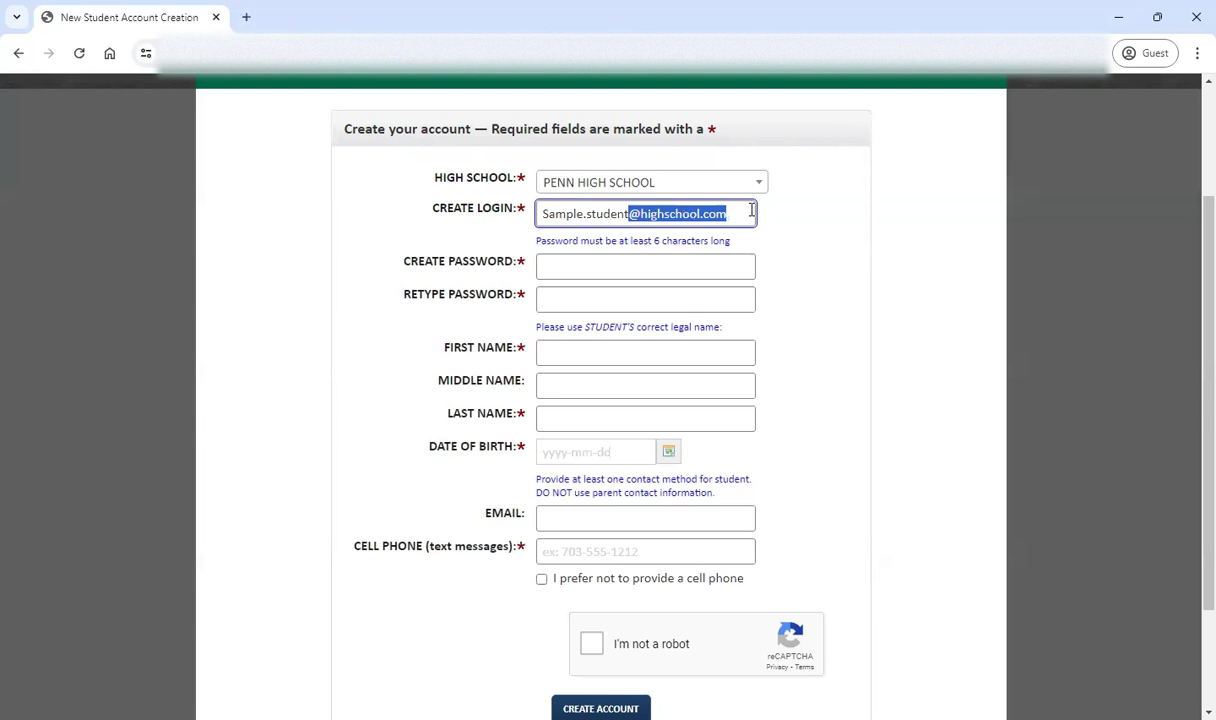 New Student Account Creation
Guest
Create your account — Required fields are marked with a *
HIGH SCHOOL:* PENN HIGH SCHOOL
CREATE LOGIN:* Sample.student@highschool.com
Password must be at least 6 characters long
CREATE PASSWORD:*
RETYPE PASSWORD:*
Please use STUDENT'S correct legal name:
FIRST NAME:*
MIDDLE NAME:
LAST NAME:*
DATE OF BIRTH:* yyyy-mm-dd
Provide at least one contact method for student.
DO NOT use parent contact information.
EMAIL:
CELL PHONE (text messages):* ex: 703-555-1212
I prefer not to provide a cell phone
I'm not a robot
reCAPTCHA
Privacy - Terms
CREATE ACCOUNT